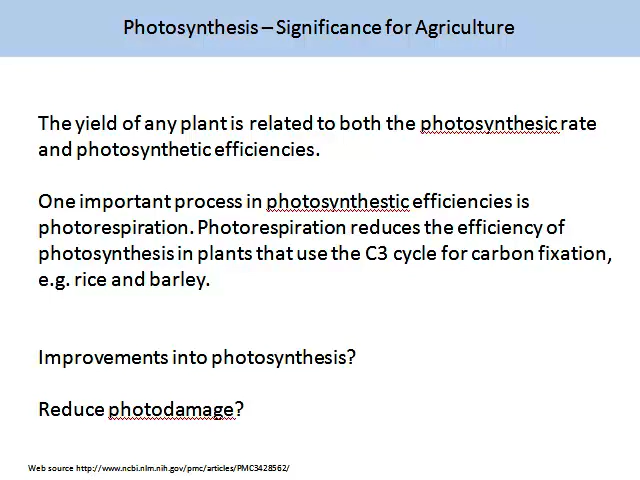 Photosynthesis – Significance for Agriculture
The yield of any plant is related to both the photosynthesic rate
and photosynthetic efficiencies.
One important process in photosynthestic efficiencies is
photorespiration. Photorespiration reduces the efficiency of
photosynthesis in plants that use the C3 cycle for carbon fixation,
e.g. rice and barley.
Improvements into photosynthesis?
Reduce photodamage?
Web source http://www.ncbi.nlm.nih.gov/pmc/articles/PMC3428562/